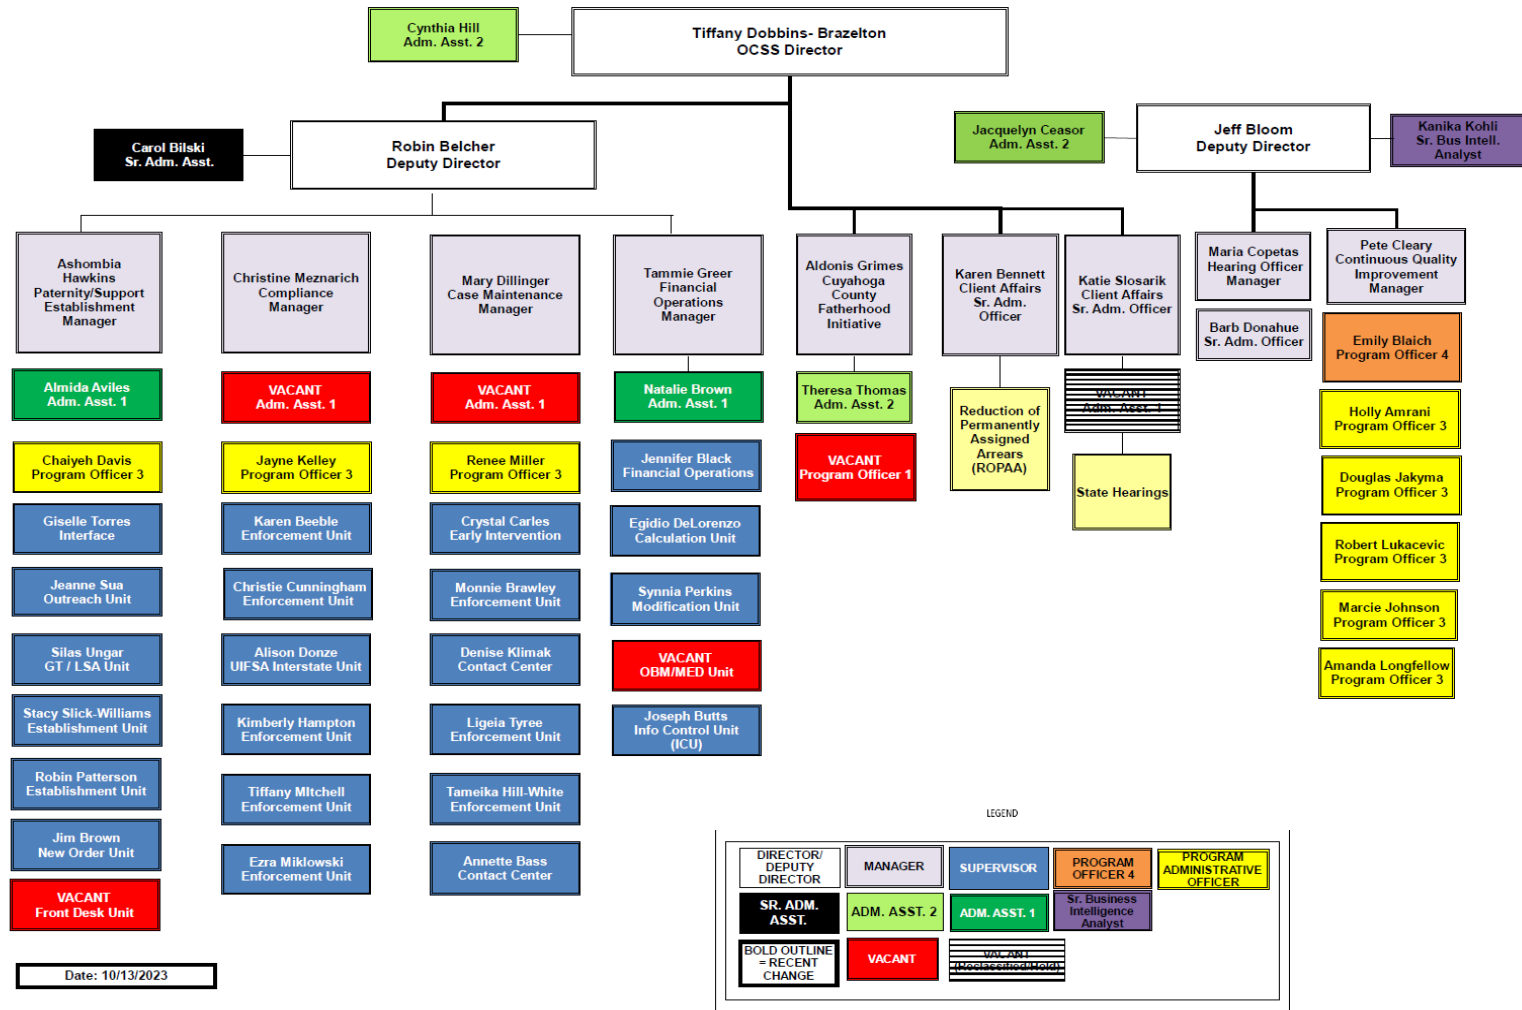 Cynthia Hill
Adm. Asst. 2
Tiffany Dobbins- Brazelton
OCSS Director
Carol Bilski
Sr. Adm. Asst.
Robin Belcher
Deputy Director
Jacquelyn Ceasor
Adm. Asst. 2
Jeff Bloom
Deputy Director
Kanika Kohli
Sr. Bus Intell.
Analyst
Ashombia
Hawkins
Paternity/Support
Establishment
Manager
Almida Aviles
Adm. Asst. 1
Chaiyeh Davis
Program Officer 3
Giselle Torres
Interface
Jeanne Sua
Outreach Unit
Silas Ungar
GT / LSA Unit
Stacy Slick-Williams
Establishment Unit
Robin Patterson
Establishment Unit
Jim Brown
New Order Unit
VACANT
Front Desk Unit
Christine Meznarich
Compliance
Manager
VACANT
Adm. Asst. 1
Jayne Kelley
Program Officer 3
Karen Beeble
Enforcement Unit
Christie Cunningham
Enforcement Unit
Alison Donze
UIFSA Interstate Unit
Kimberly Hampton
Enforcement Unit
Tiffany MItchell
Enforcement Unit
Ezra Miklowski
Enforcement Unit
Mary Dillinger
Case Maintenance
Manager
VACANT
Adm. Asst. 1
Renee Miller
Program Officer 3
Crystal Carles
Early Intervention
Monnie Brawley
Enforcement Unit
Denise Klimak
Contact Center
Ligeia Tyree
Enforcement Unit
Tameika Hill-White
Enforcement Unit
Annette Bass
Contact Center
Tammie Greer
Financial
Operations
Manager
Natalie Brown
Adm. Asst. 1
Jennifer Black
Financial Operations
Egidio DeLorenzo
Calculation Unit
Synnia Perkins
Modification Unit
VACANT
OBM/MED Unit
Joseph Butts
Info Control Unit
(ICU)
Aldonis Grimes
Cuyahoga
County
Fatherhood
Initiative
Theresa Thomas
Adm. Asst. 2
VACANT
Program Officer 1
Karen Bennett
Client Affairs
Sr. Adm.
Officer
Reduction of
Permanently
Assigned
Arrears
(ROPAA)
Katie Slosarik
Client Affairs
Sr. Adm. Officer
VACANT
Adm. Asst. 1
State Hearings
Maria Copetas
Hearing Officer
Manager
Barb Donahue
Sr. Adm. Officer
Pete Cleary
Continuous Quality
Improvement
Manager
Emily Blaich
Program Officer 4
Holly Amrani
Program Officer 3
Douglas Jakyma
Program Officer 3
Robert Lukacevic
Program Officer 3
Marcie Johnson
Program Officer 3
Amanda Longfellow
Program Officer 3
LEGEND
DIRECTOR/
DEPUTY
DIRECTOR
MANAGER
SUPERVISOR
PROGRAM
OFFICER 4
PROGRAM
ADMINISTRATIVE
OFFICER
SR. ADM.
ASST.
ADM. ASST. 2
ADM. ASST. 1
Sr. Business
Intelligence
Analyst
BOLD OUTLINE
= RECENT
CHANGE
VACANT
VACANT
(Reclassified/Hold)
Date: 10/13/2023